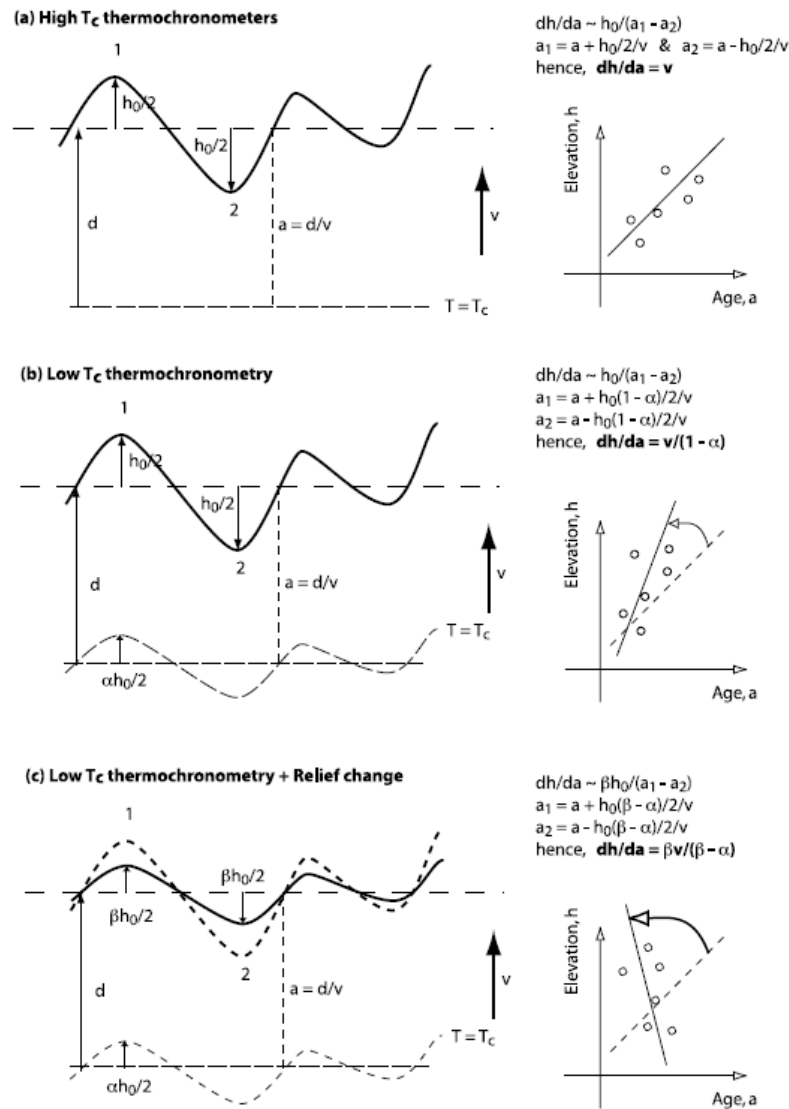 (a) High Tc thermochronometers
dh/da ~ h0/(a1 - a2)
a1 = a + h0/2/v & a2 = a - h0/2/v
hence, dh/da = v
1
h0/2
h0/2
2
d
a = d/v
v
T = Tc
Elevation, h
Age, a
(b) Low Tc thermochronometry
dh/da ~ h0/(a1 - a2)
a1 = a + h0(1 - α)/2/v
a2 = a - h0(1 - α)/2/v
hence, dh/da = v/(1 - α)
1
h0/2
h0/2
2
d
a = d/v
v
T = Tc
αh0/2
Elevation, h
Age, a
(c) Low Tc thermochronometry + Relief change
dh/da ~ βh0/(a1 - a2)
a1 = a + h0(β - α)/2/v
a2 = a - h0(β - α)/2/v
hence, dh/da = βv/(β - α)
1
βh0/2
βh0/2
2
d
a = d/v
v
T = Tc
αh0/2
Elevation, h
Age, a